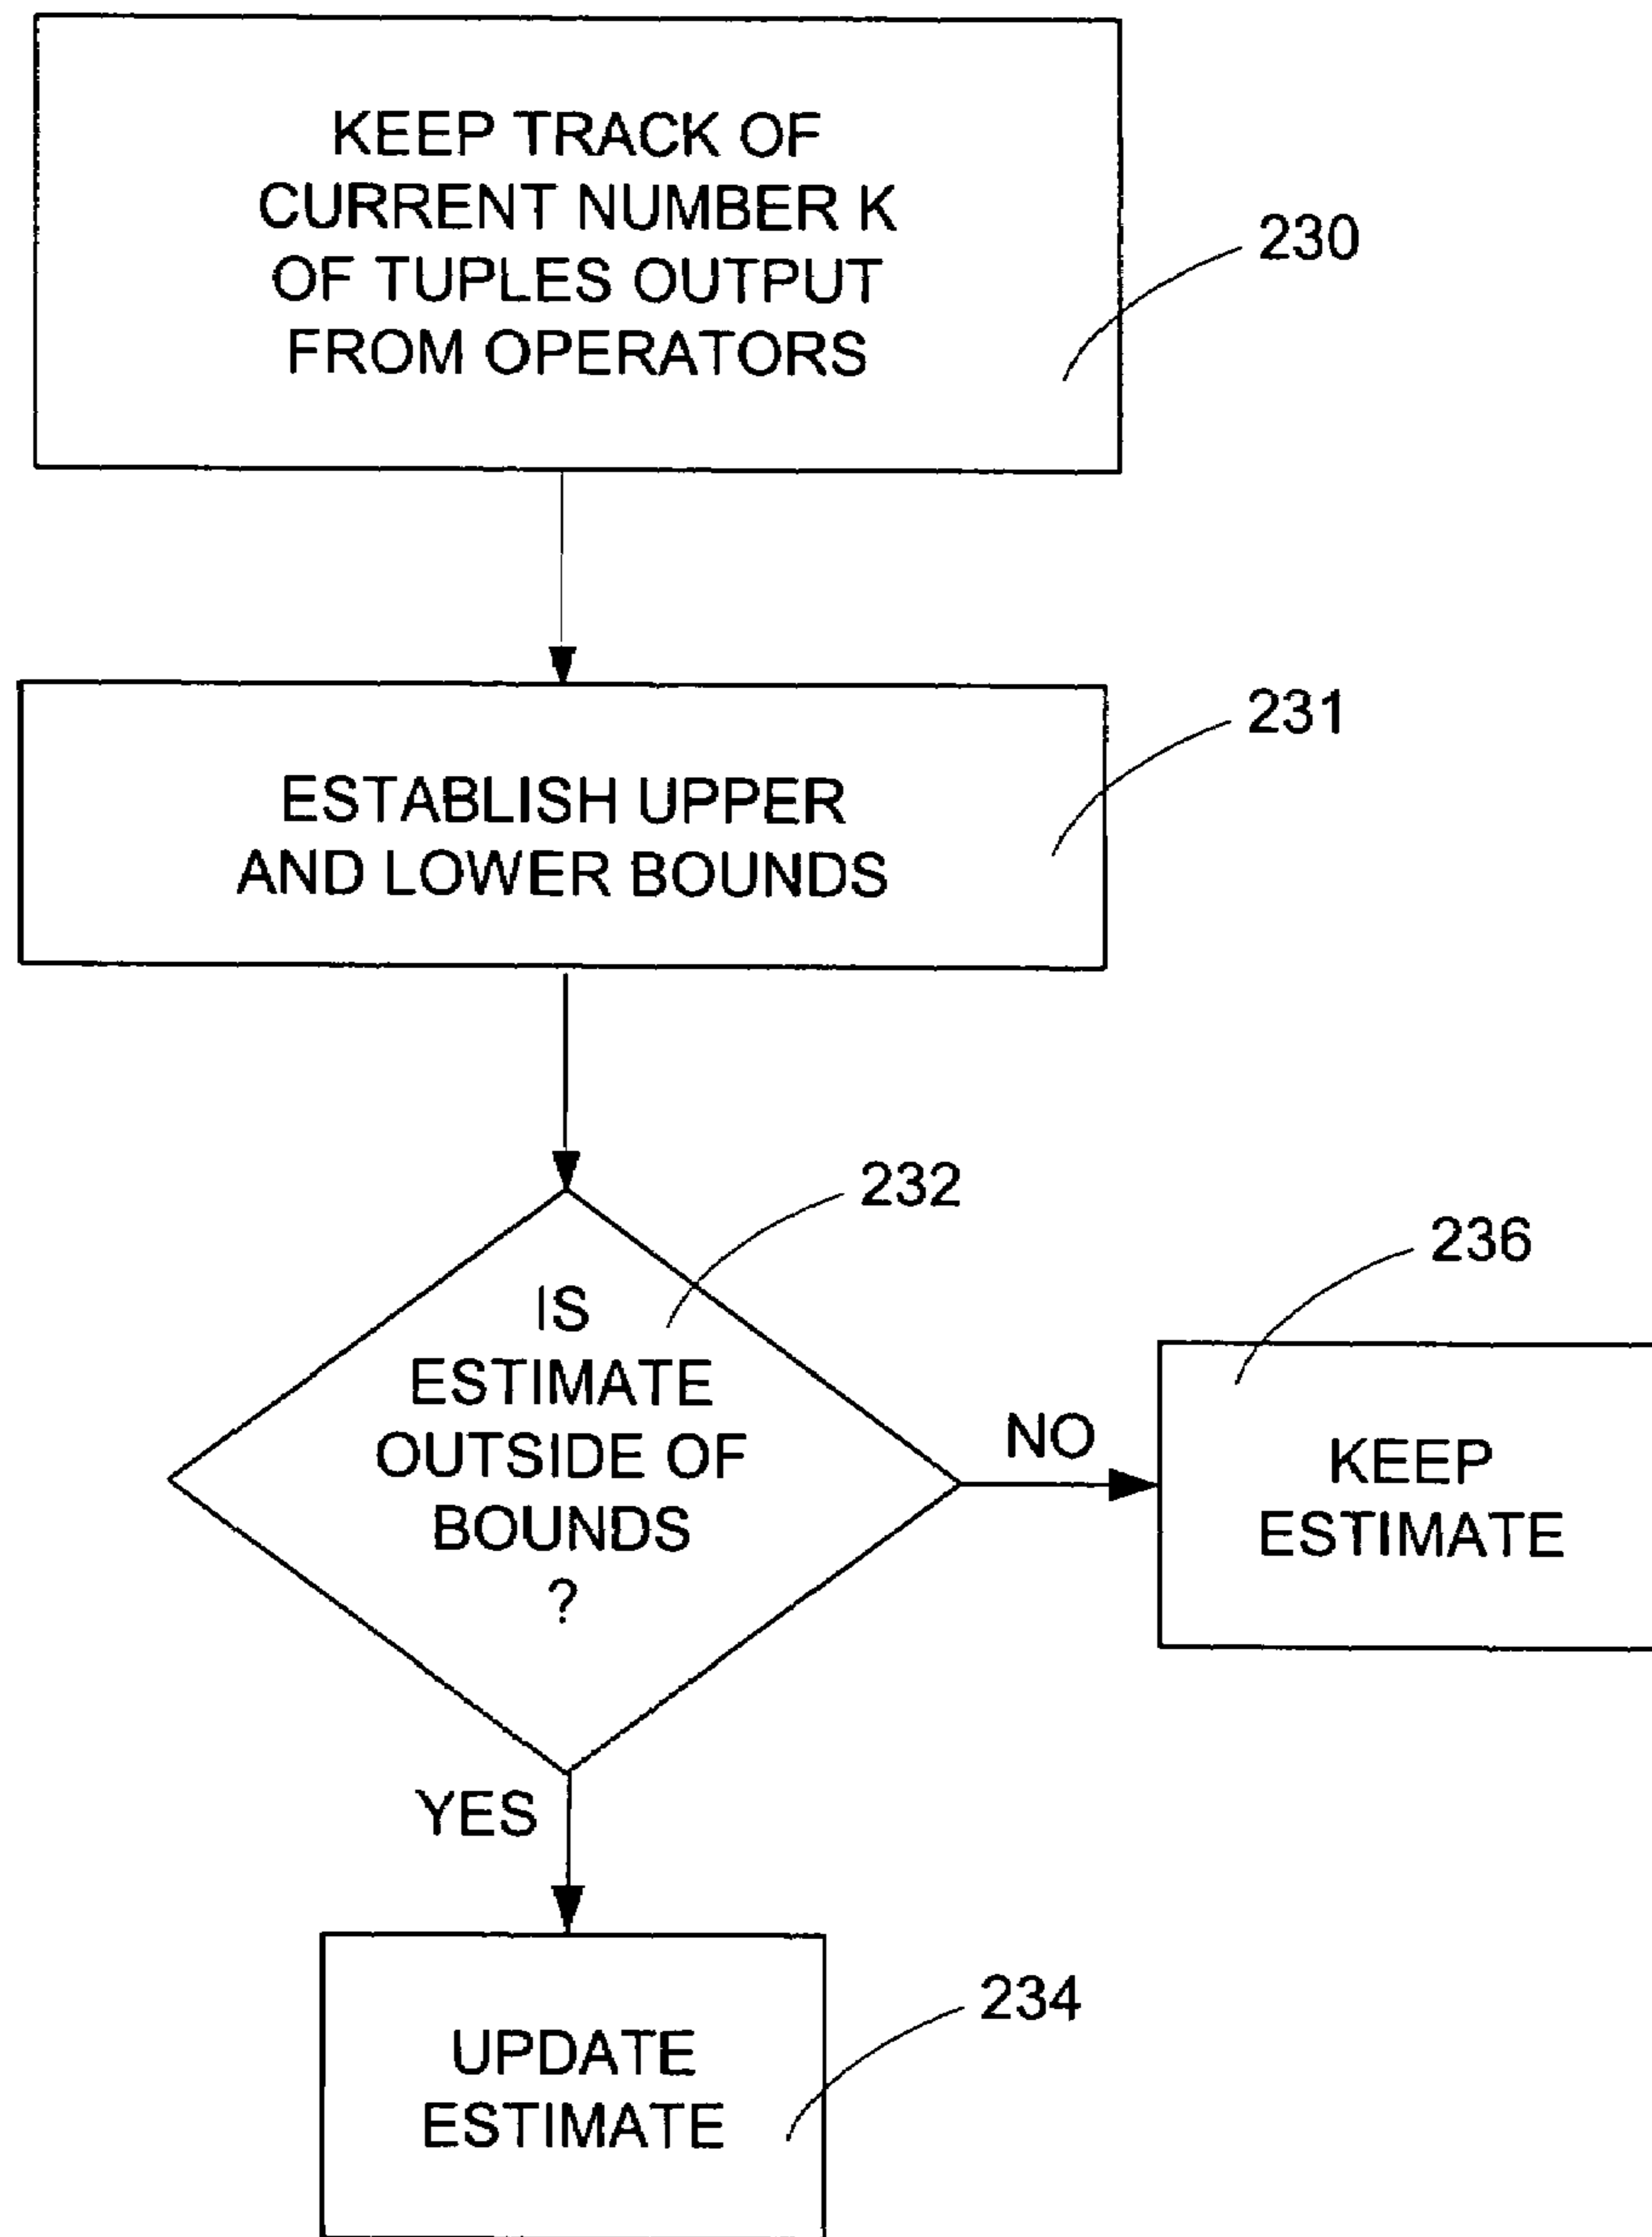 KEEP TRACK OF
CURRENT NUMBER K
OF TUPLES OUTPUT
FROM OPERATORS
230
ESTABLISH UPPER
AND LOWER BOUNDS
231
IS
ESTIMATE
OUTSIDE OF
BOUNDS
?
232
NO
236
KEEP
ESTIMATE
YES
UPDATE
ESTIMATE
234